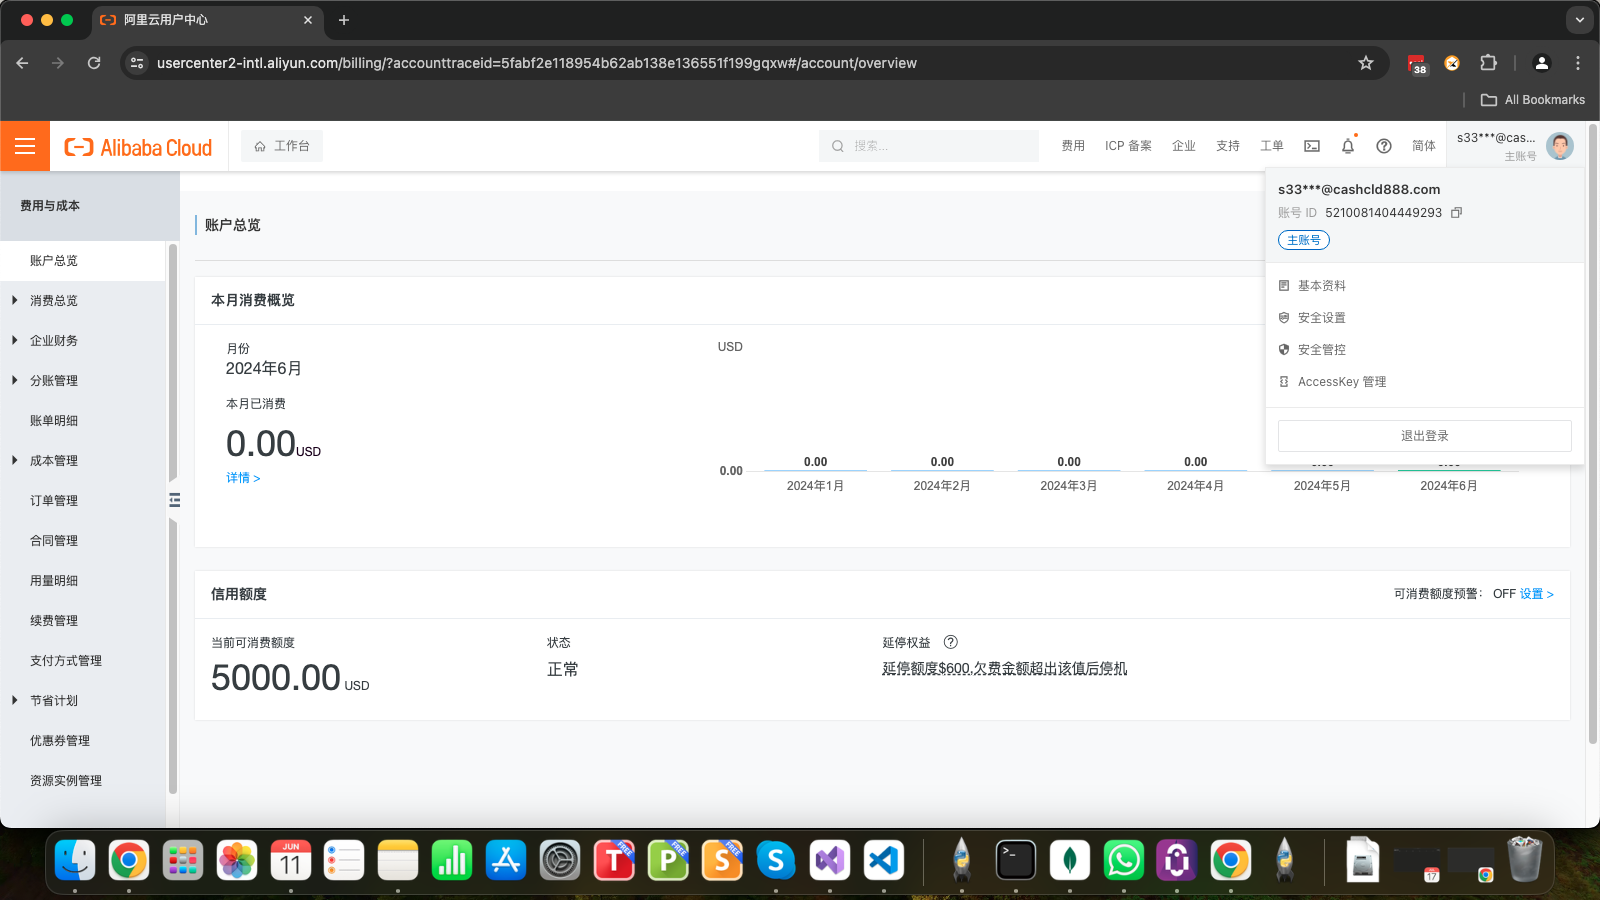 阿里云用户中心
usercenter2-intl.aliyun.com/billing/?accounttraceid=5fabf2e118954b62ab138e136551f199gqxw#/account/overview
38
All Bookmarks
Alibaba Cloud
工作台
搜索...
费用
ICP 备案
企业
支持
工单
简体
s33***@cas...
主账号
s33***@cashcld888.com
账号 ID 5210081404449293
主账号
基本资料
安全设置
安全管控
AccessKey 管理
退出登录
费用与成本
账户总览
消费总览
企业财务
分账管理
账单明细
成本管理
订单管理
合同管理
用量明细
续费管理
支付方式管理
节省计划
优惠券管理
资源实例管理
账户总览
本月消费概览
月份
2024年6月
本月已消费
0.00USD
详情 >
USD
0.00
0.00
0.00
0.00
0.00
2024年1月
2024年2月
2024年3月
2024年4月
2024年5月
2024年6月
信用额度
可消费额度预警： OFF 设置 >
当前可消费额度
5000.00 USD
状态
正常
延停权益
延停额度$600,欠费金额超出该值后停机
JUN
11
T
FREE
P
FREE
S
FREE
S
17